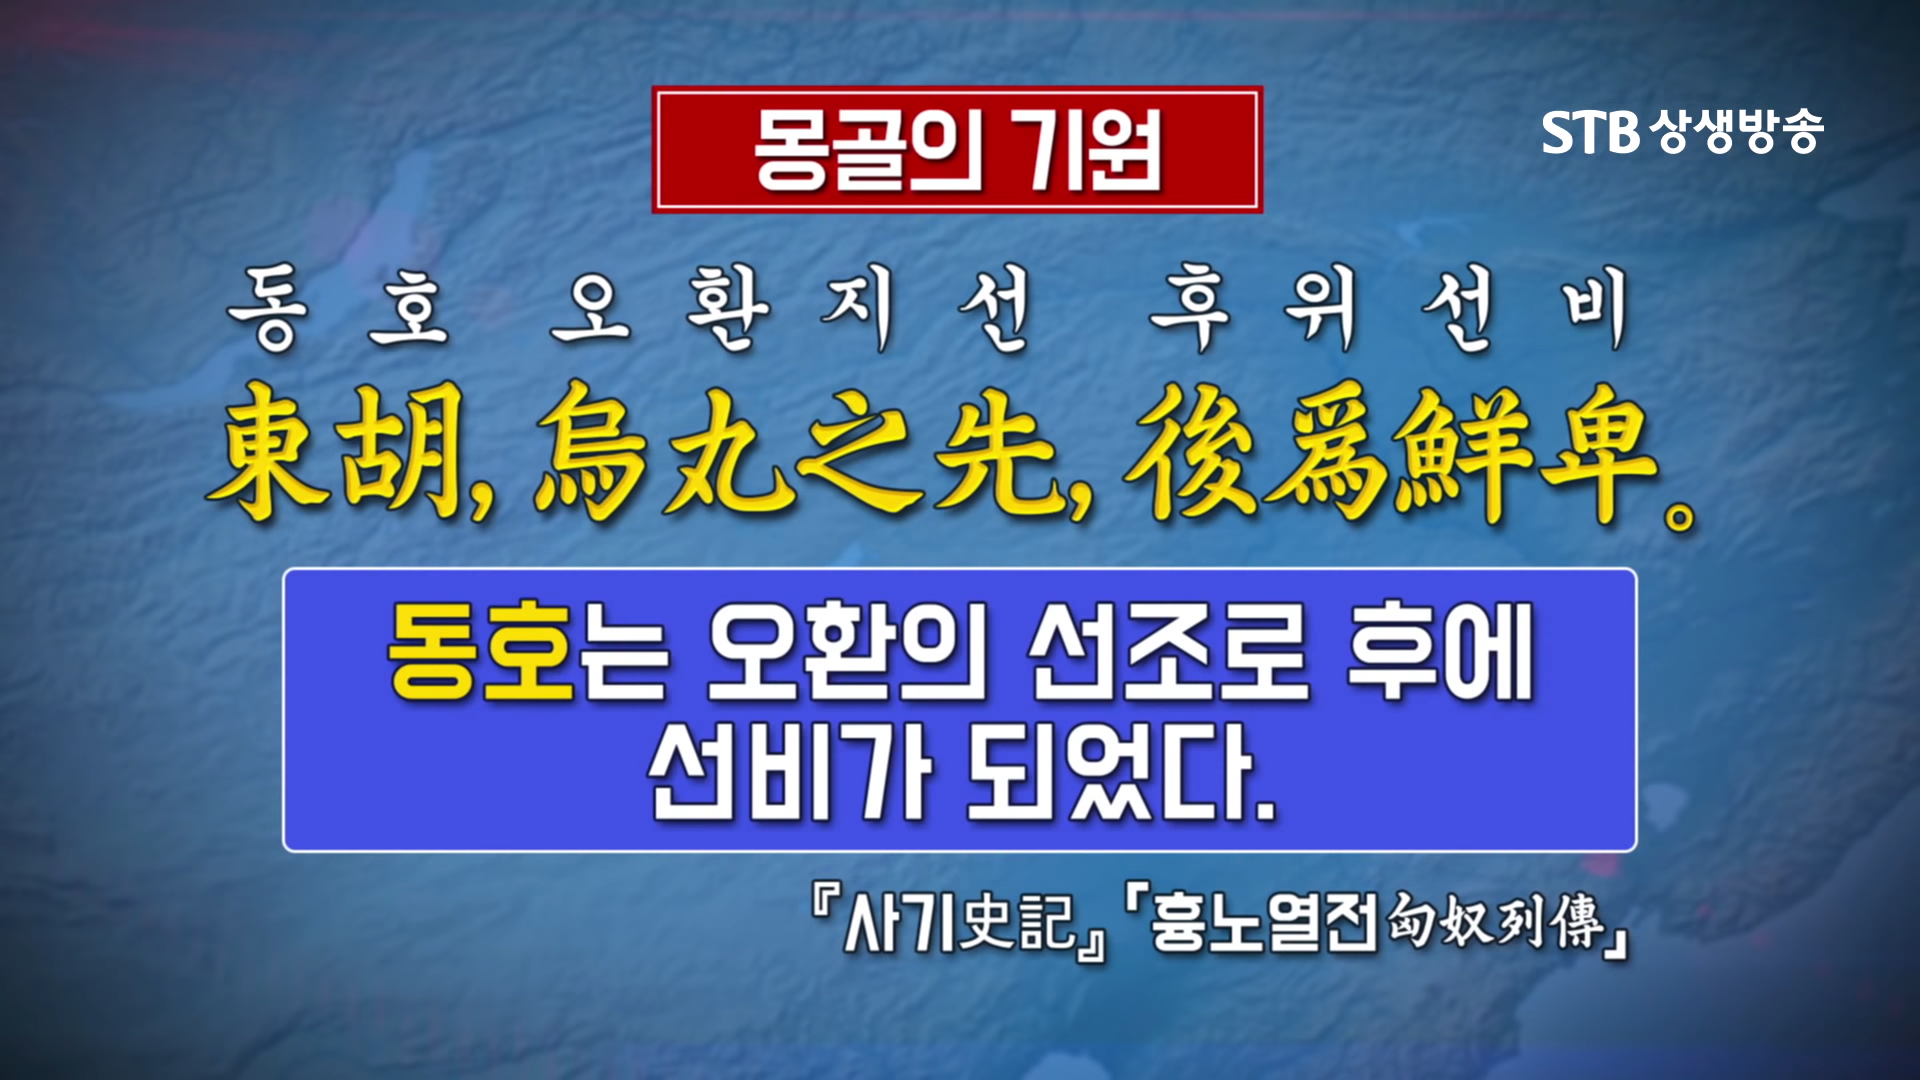 몽골의 기원
STB 상생방송
동호 오환지선 후위선비
東胡, 烏丸之先, 後爲鮮卑。
동호는 오환의 선조로 후에
선비가 되었다.
『사기史記』「흉노열전匈奴列傳」